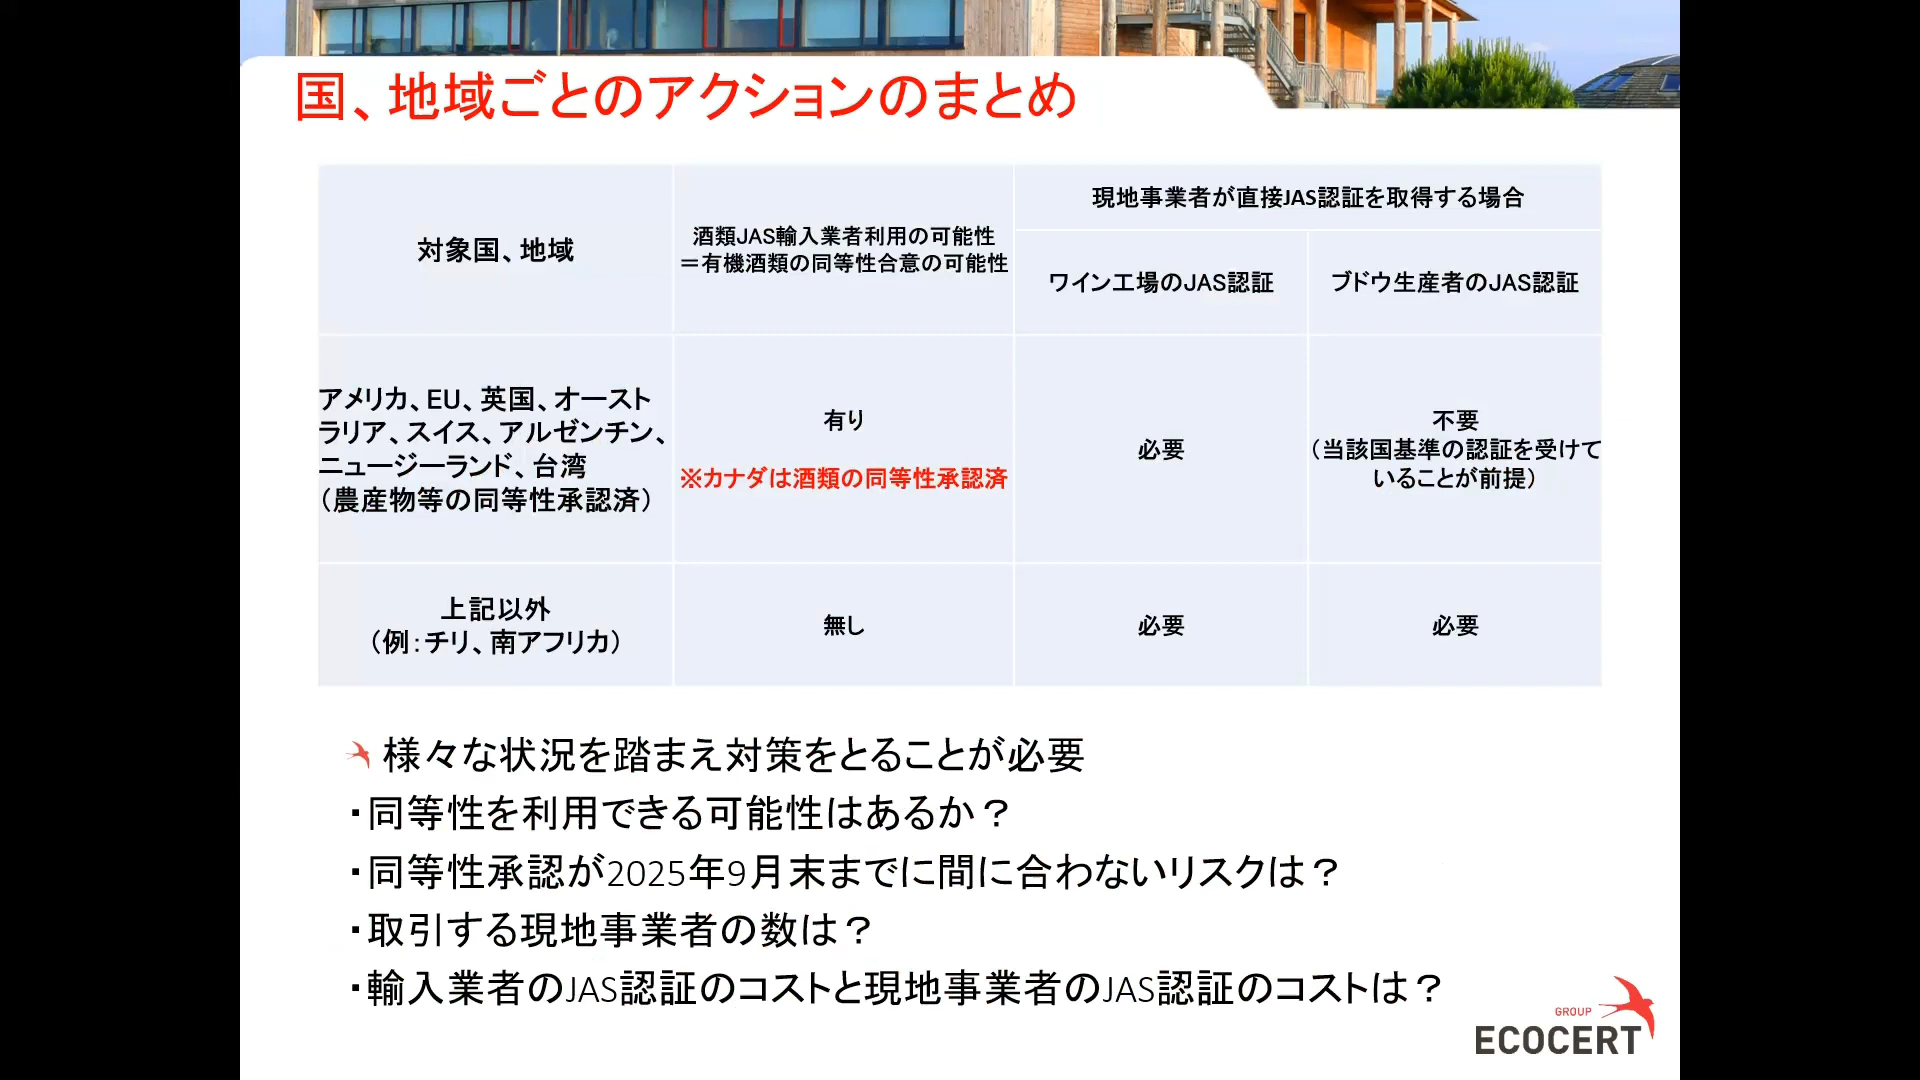 国、地域ごとのアクションのまとめ
対象国、地域
酒類JAS輸入業者利用の可能性
＝有機酒類の同等性合意の可能性
現地事業者が直接JAS認証を取得する場合
ワイン工場のJAS認証
ブドウ生産者のJAS認証
アメリカ、EU、英国、オースト
ラリア、スイス、アルゼンチン、
ニュージーランド、台湾
（農産物等の同等性承認済）
有り
※カナダは酒類の同等性承認済
必要
不要
（当該国基準の認証を受けて
いることが前提）
上記以外
（例：チリ、南アフリカ）
無し
必要
必要
様々な状況を踏まえ対策をとることが必要
・同等性を利用できる可能性はあるか？
・同等性承認が2025年9月末までに間に合わないリスクは？
・取引する現地事業者の数は？
・輸入業者のJAS認証のコストと現地事業者のJAS認証のコストは？
GROUP
ECOCERT